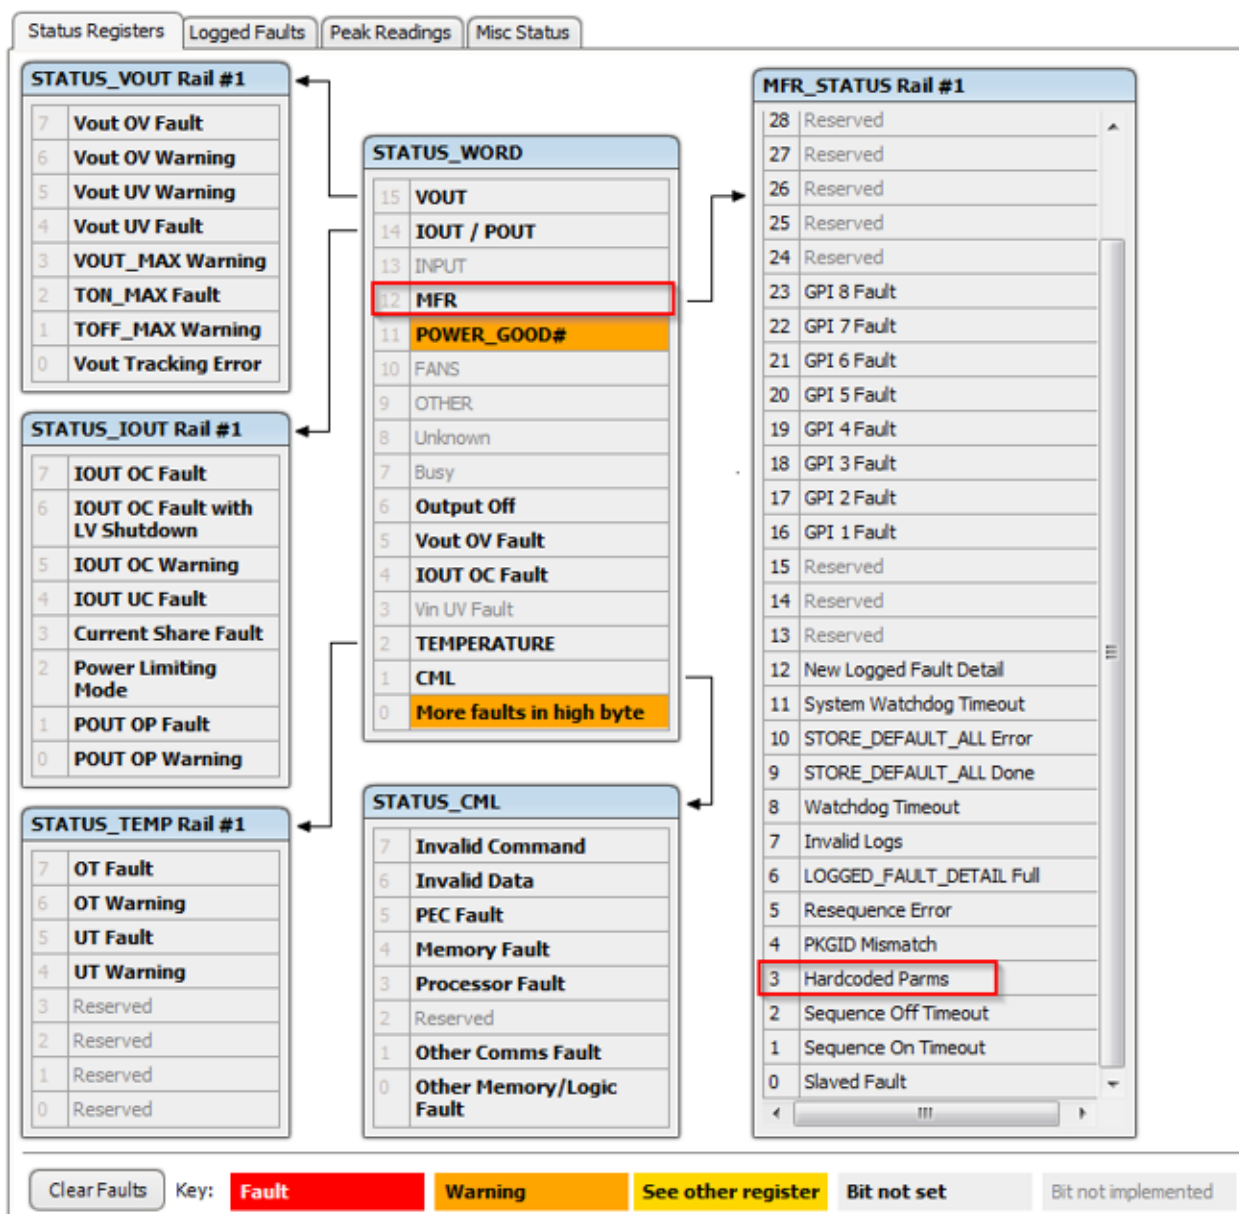 Status Registers
Logged Faults
Peak Readings
Misc Status
STATUS_VOUT Rail #1
7 Vout OV Fault
6 Vout OV Warning
5 Vout UV Warning
4 Vout UV Fault
3 VOUT_MAX Warning
2 TON_MAX Fault
1 TOFF_MAX Warning
0 Vout Tracking Error
STATUS_IOUT Rail #1
7 IOUT OC Fault
6 IOUT OC Fault with
LV Shutdown
5 IOUT OC Warning
4 IOUT UC Fault
3 Current Share Fault
2 Power Limiting
Mode
1 POUT OP Fault
0 POUT OP Warning
STATUS_TEMP Rail #1
7 OT Fault
6 OT Warning
5 UT Fault
4 UT Warning
3 Reserved
2 Reserved
1 Reserved
0 Reserved
STATUS_WORD
15 VOUT
14 IOUT / POUT
13 INPUT
12 MFR
11 POWER_GOOD#
10 FANS
9 OTHER
8 Unknown
7 Busy
6 Output Off
5 Vout OV Fault
4 IOUT OC Fault
3 Vin UV Fault
2 TEMPERATURE
1 CML
0 More faults in high byte
STATUS_CML
7 Invalid Command
6 Invalid Data
5 PEC Fault
4 Memory Fault
3 Processor Fault
2 Reserved
1 Other Comms Fault
0 Other Memory/Logic
Fault
MFR_STATUS Rail #1
28 Reserved
27 Reserved
26 Reserved
25 Reserved
24 Reserved
23 GPI 8 Fault
22 GPI 7 Fault
21 GPI 6 Fault
20 GPI 5 Fault
19 GPI 4 Fault
18 GPI 3 Fault
17 GPI 2 Fault
16 GPI 1 Fault
15 Reserved
14 Reserved
13 Reserved
12 New Logged Fault Detail
11 System Watchdog Timeout
10 STORE_DEFAULT_ALL Error
9 STORE_DEFAULT_ALL Done
8 Watchdog Timeout
7 Invalid Logs
6 LOGGED_FAULT_DETAIL Full
5 Resequence Error
4 PKGID Mismatch
3 Hardcoded Parms
2 Sequence Off Timeout
1 Sequence On Timeout
0 Slaved Fault
Clear Faults
Key:
Fault
Warning
See other register
Bit not set
Bit not implemented